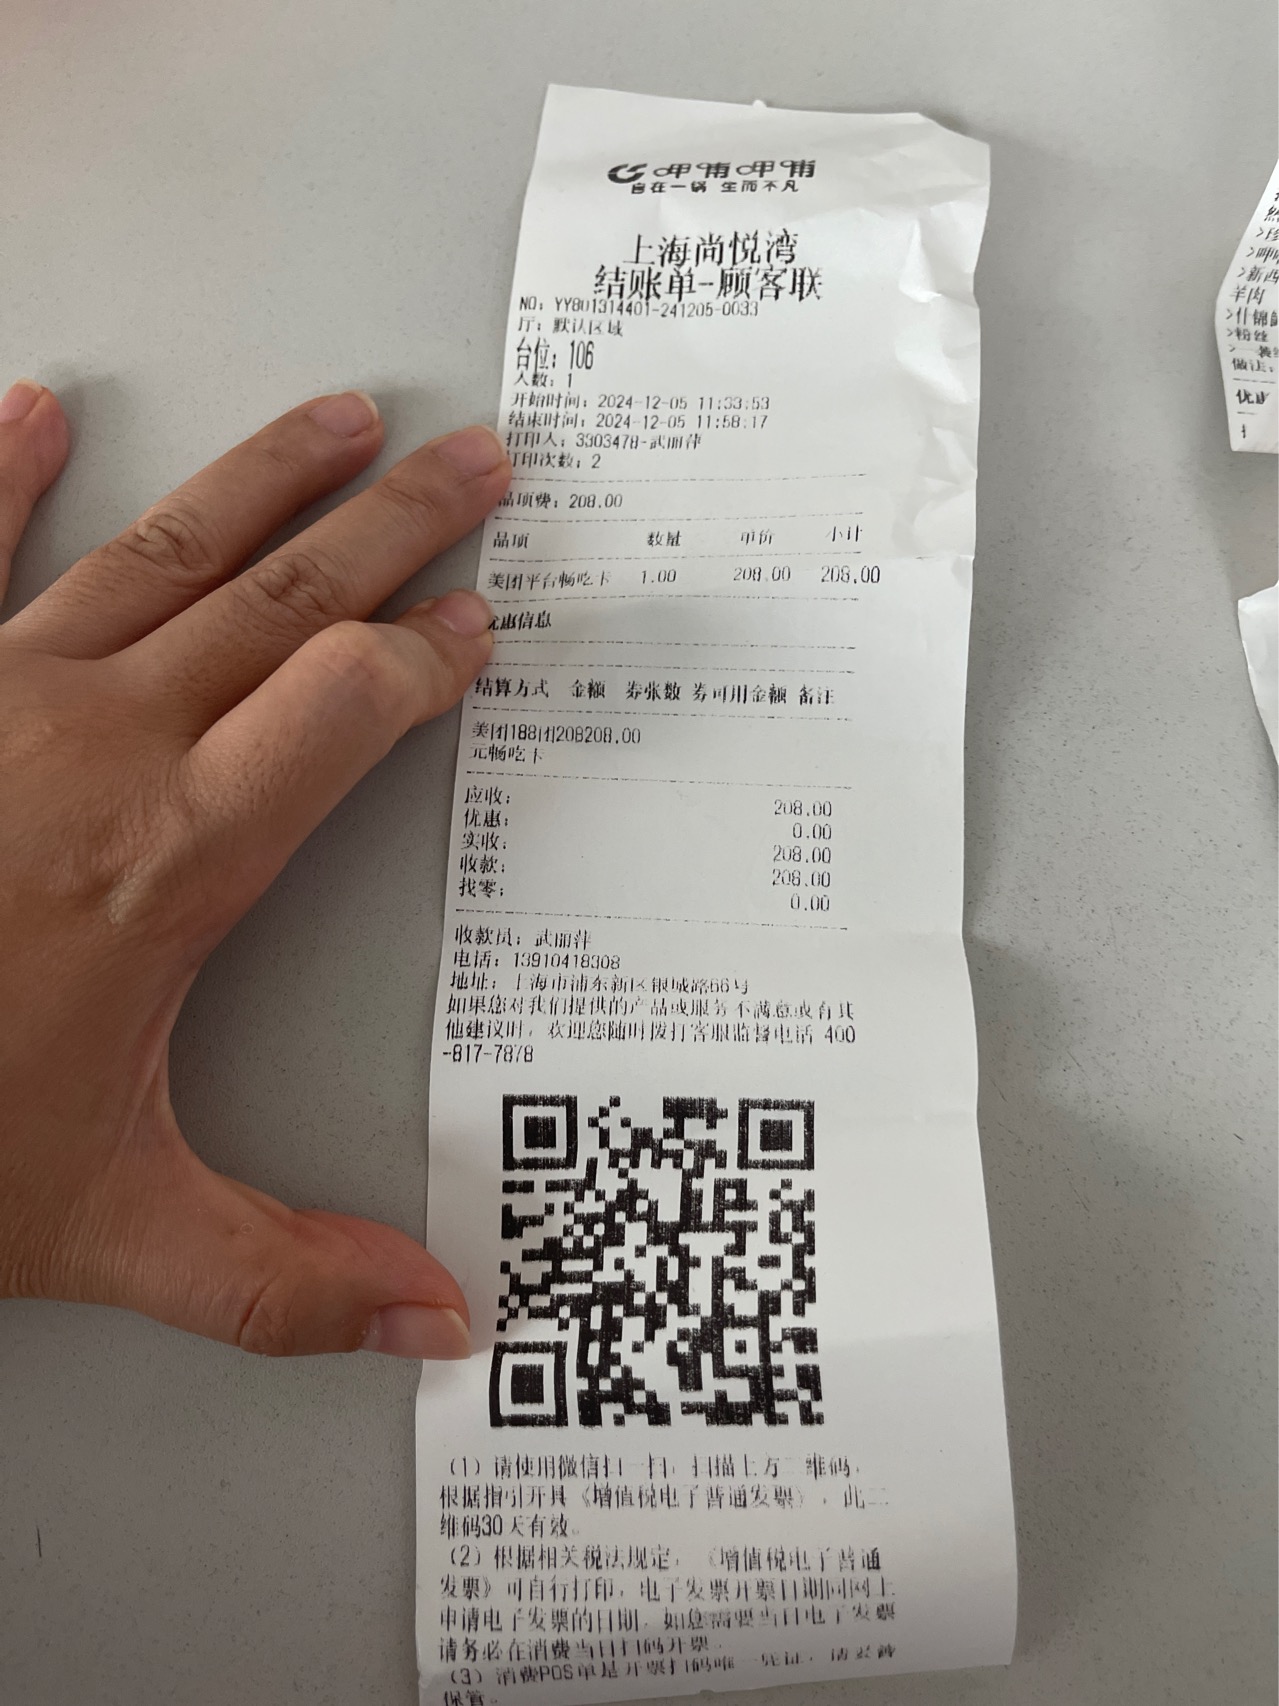 呷哺呷哺
自在一锅 生而不凡
上海尚悦湾
结账单-顾客联
NO：YY801314401-241205-0033
厅：默认区域
台位：106
人数：1
开始时间：2024-12-05 11:33:53
结束时间：2024-12-05 11:58:17
打印人：3303478-武丽萍
打印次数：2
品项费：208.00
品项 数量 单价 小计
美团平台畅吃卡 1.00 208.00 208.00
优惠信息
结算方式 金额 券张数 券可用金额 备注
美团188团208208.00
元畅吃卡
应收： 208.00
优惠： 0.00
实收： 208.00
收款： 208.00
找零： 0.00
收款员：武丽萍
电话：13910418308
地址：上海市浦东新区银城路66号
如果您对我们提供的产品或服务不满意或有其
他建议时，欢迎您随时拨打客服监督电话 400
-817-7878
（1）请使用微信扫一扫，扫描上方二维码，
根据指引开具《增值税电子普通发票》，此二
维码30天有效。
（2）根据相关税法规定，《增值税电子普通
发票》可自行打印，电子发票开票日期同网上
申请电子发票的日期，如您需要当日电子发票
请务必在消费当日扫码开票。
（3）消费POS单是开票扫码唯一凭证，请妥善
保管。
>新西
羊肉
>什锦
>粉丝
做法：
优惠